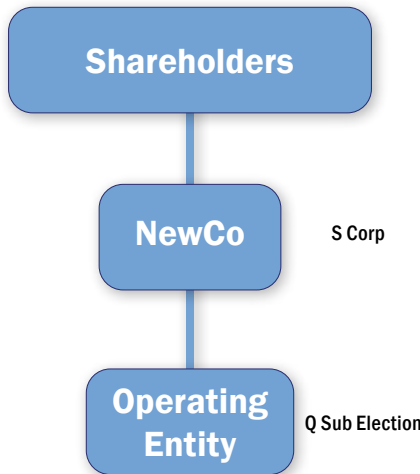 Shareholders
NewCo
S Corp
Operating
Entity
Q Sub Election